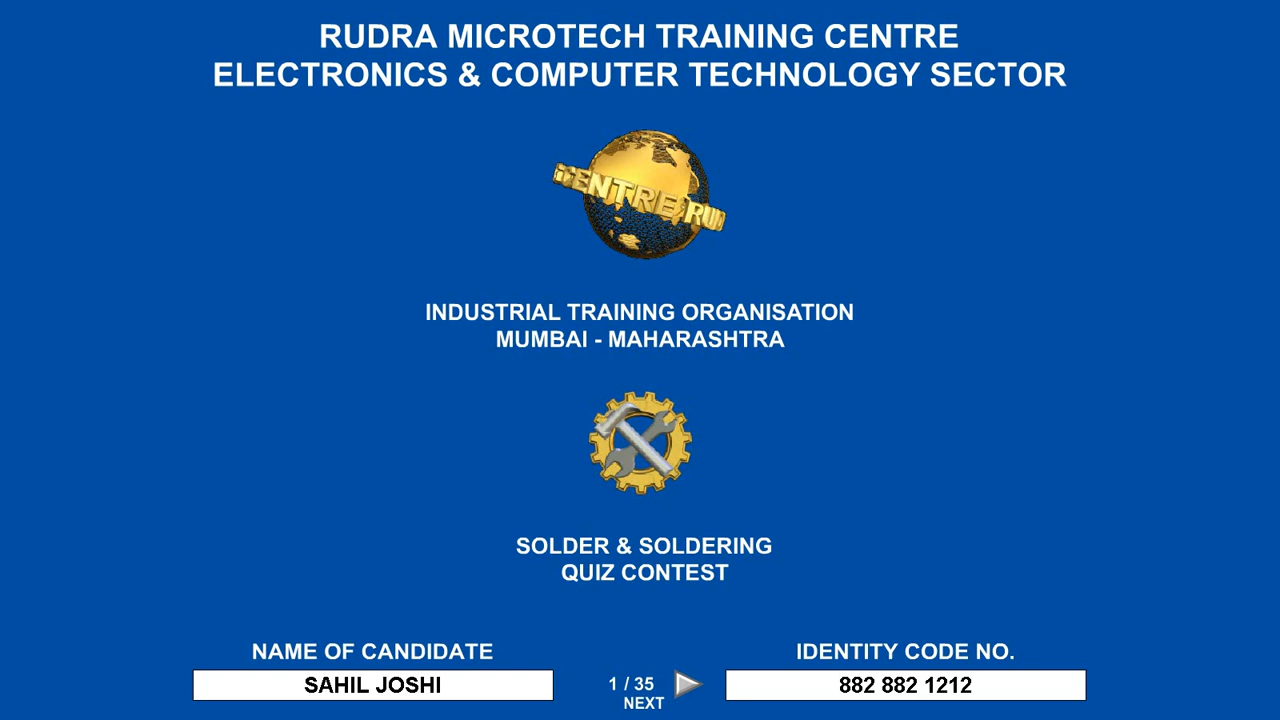 RUDRA MICROTECH TRAINING CENTRE
ELECTRONICS & COMPUTER TECHNOLOGY SECTOR
CENTRE RU
INDUSTRIAL TRAINING ORGANISATION
MUMBAI - MAHARASHTRA
SOLDER & SOLDERING
QUIZ CONTEST
NAME OF CANDIDATE
SAHIL JOSHI
1 / 35
NEXT
IDENTITY CODE NO.
882 882 1212